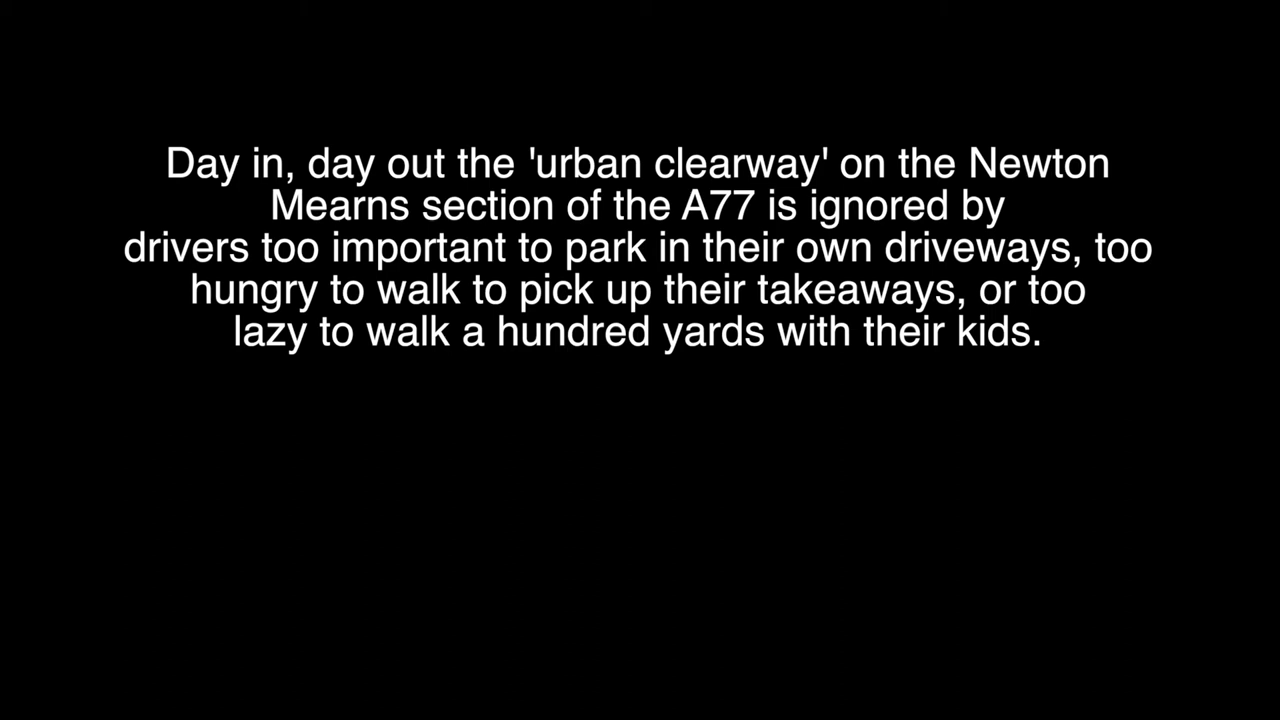 Day in, day out the 'urban clearway' on the Newton
Mearns section of the A77 is ignored by
drivers too important to park in their own driveways, too
hungry to walk to pick up their takeaways, or too
lazy to walk a hundred yards with their kids.